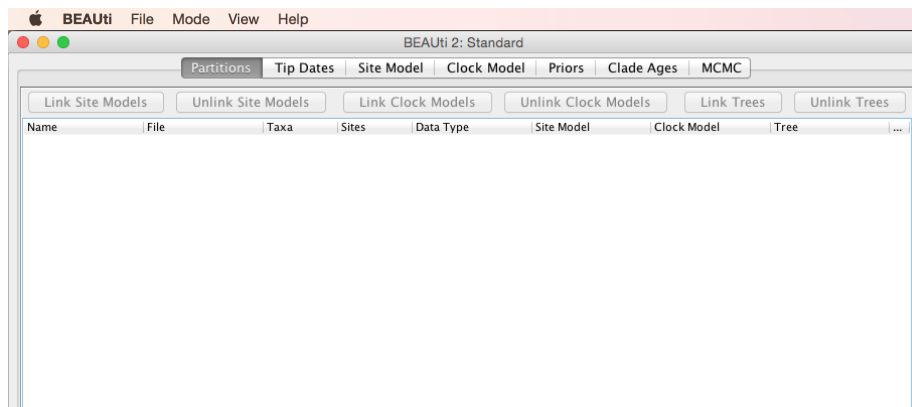 BEAUti File Mode View Help
BEAUti 2: Standard
Partitions Tip Dates Site Model Clock Model Priors Clade Ages MCMC
Link Site Models Unlink Site Models Link Clock Models Unlink Clock Models Link Trees Unlink Trees
Name File Taxa Sites Data Type Site Model Clock Model Tree ...